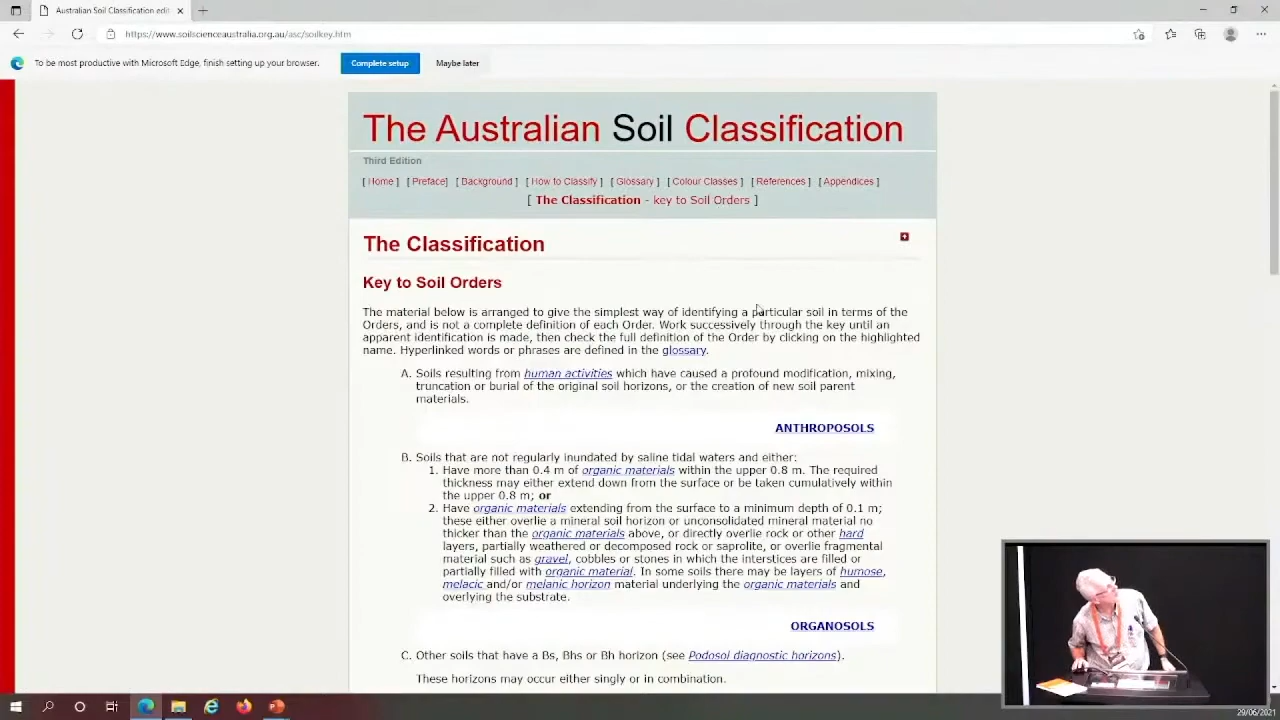 Australian Soil Classification edit
https://www.soilscienceaustralia.org.au/asc/soilkey.htm
To be most productive with Microsoft Edge, finish setting up your browser.
Complete setup
Maybe later
The Australian Soil Classification
Third Edition
[ Home ] [ Preface] [ Background ] [ How to Classify ] [ Glossary ] [ Colour Classes ] [ References ] [ Appendices ]
[ The Classification - key to Soil Orders ]
The Classification
Key to Soil Orders
The material below is arranged to give the simplest way of identifying a particular soil in terms of the
Orders, and is not a complete definition of each Order. Work successively through the key until an
apparent identification is made, then check the full definition of the Order by clicking on the highlighted
name. Hyperlinked words or phrases are defined in the glossary.
A. Soils resulting from human activities which have caused a profound modification, mixing,
truncation or burial of the original soil horizons, or the creation of new soil parent
materials.
ANTHROPOSOLS
B. Soils that are not regularly inundated by saline tidal waters and either:
1. Have more than 0.4 m of organic materials within the upper 0.8 m. The required
thickness may either extend down from the surface or be taken cumulatively within
the upper 0.8 m; or
2. Have organic materials extending from the surface to a minimum depth of 0.1 m;
these either overlie a mineral soil horizon or unconsolidated mineral material no
thicker than the organic materials above, or directly overlie rock or other hard
layers, partially weathered or decomposed rock or saprolite, or overlie fragmental
material such as gravel, cobbles or stones in which the interstices are filled or
partially filled with organic material. In some soils there may be layers of humose,
melacic and/or melanic horizon material underlying the organic materials and
overlying the substrate.
ORGANOSOLS
C. Other soils that have a Bs, Bhs or Bh horizon (see Podosol diagnostic horizons).
These horizons may occur either singly or in combination.
29/06/2021